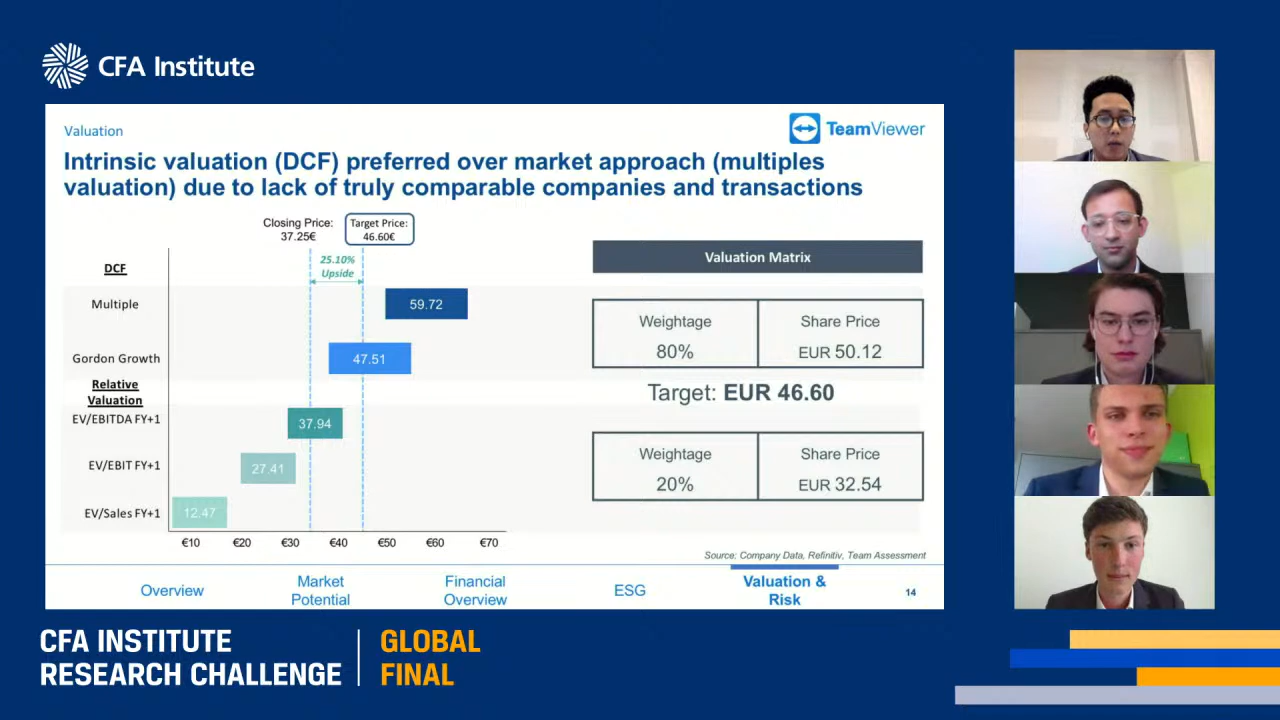 CFA Institute
Valuation
TeamViewer
Intrinsic valuation (DCF) preferred over market approach (multiples
valuation) due to lack of truly comparable companies and transactions
Closing Price:
37.25€
Target Price:
46.60€
25.10%
Upside
DCF
Multiple
59.72
Gordon Growth
47.51
Relative
Valuation
EV/EBITDA FY+1
37.94
EV/EBIT FY+1
27.41
EV/Sales FY+1
12.47
€10 €20 €30 €40 €50 €60 €70
Valuation Matrix
Weightage Share Price
80% EUR 50.12
Target: EUR 46.60
Weightage Share Price
20% EUR 32.54
Source: Company Data, Refinitiv, Team Assessment
Overview
Market
Potential
Financial
Overview
ESG
Valuation &
Risk
14
CFA INSTITUTE
RESEARCH CHALLENGE
GLOBAL
FINAL